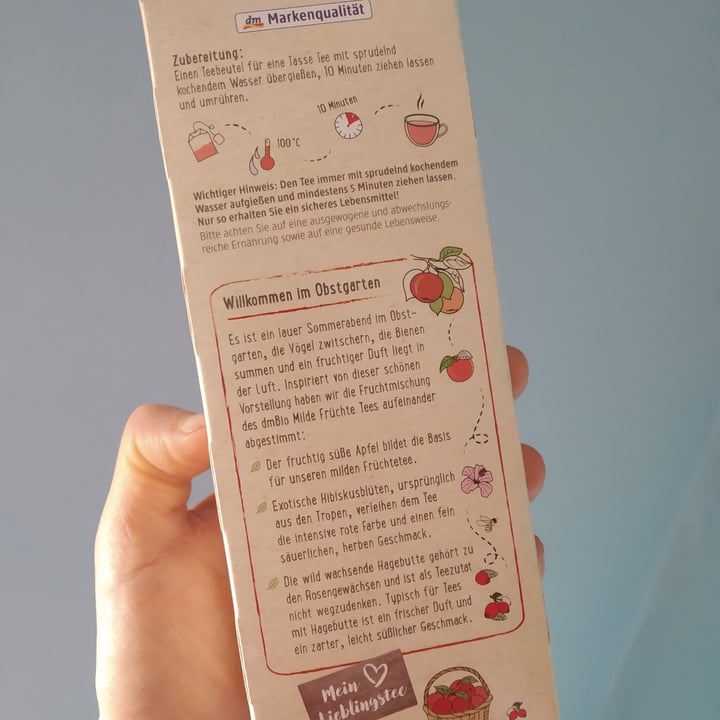 dm Markenqualität
Zubereitung:
Einen Teebeutel für eine Tasse Tee mit sprudelnd
kochendem Wasser übergießen, 10 Minuten ziehen lassen
und umrühren.
10 Minuten
100°C
Wichtiger Hinweis: Den Tee immer mit sprudelnd kochendem
Wasser aufgießen und mindestens 5 Minuten ziehen lassen.
Nur so erhalten Sie ein sicheres Lebensmittel!
Bitte achten Sie auf eine ausgewogene und abwechslungs-
reiche Ernährung sowie auf eine gesunde Lebensweise.
Willkommen im Obstgarten
Es ist ein lauer Sommerabend im Obst-
garten, die Vögel zwitschern, die Bienen
summen und ein fruchtiger Duft liegt in
der Luft. Inspiriert von dieser schönen
Vorstellung haben wir die Fruchtmischung
des dmBio Milde Früchte Tees aufeinander
abgestimmt:
Der fruchtig süße Apfel bildet die Basis
für unseren milden Früchtetee.
Exotische Hibiskusblüten, ursprünglich
aus den Tropen, verleihen dem Tee
die intensive rote Farbe und einen fein
säuerlichen, herben Geschmack.
Die wild wachsende Hagebutte gehört zu
den Rosengewächsen und ist als Teezutat
nicht wegzudenken. Typisch für Tees
mit Hagebutte ist ein frischer Duft und
ein zarter, leicht süßlicher Geschmack.
Mein
Lieblingstee